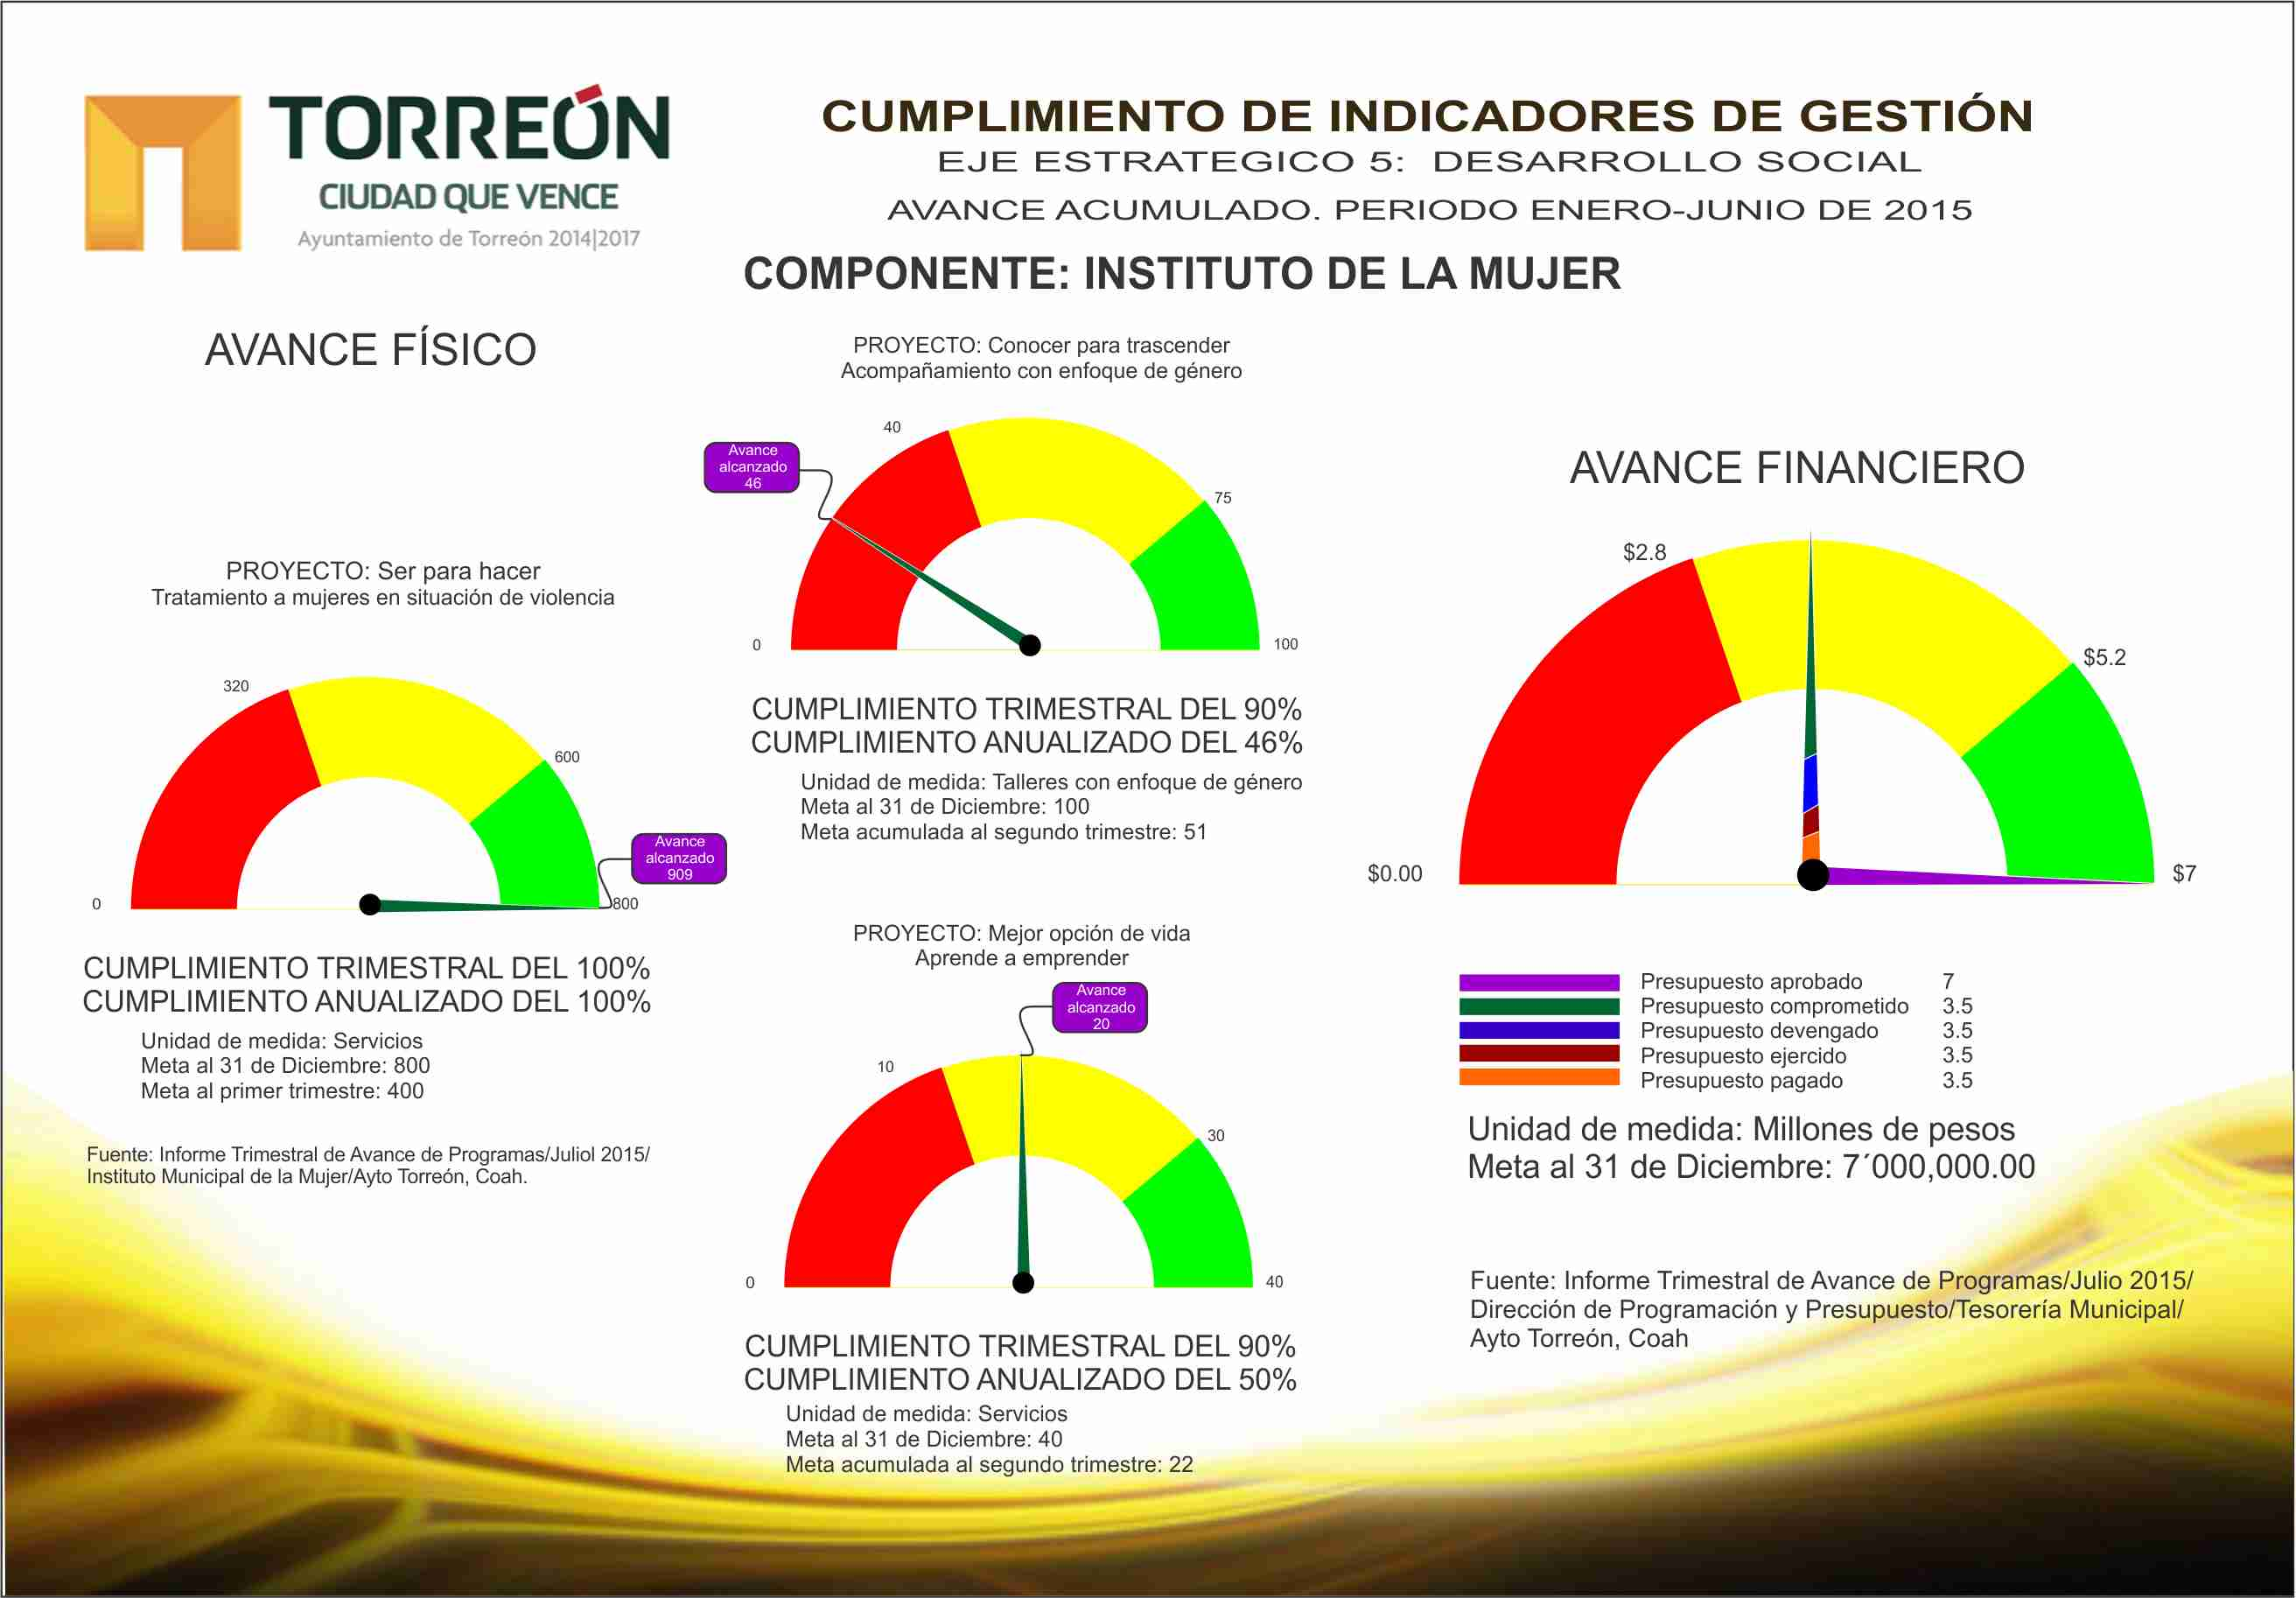 TORREÓN
CIUDAD QUE VENCE
Ayuntamiento de Torreón 2014|2017
CUMPLIMIENTO DE INDICADORES DE GESTIÓN
EJE ESTRATEGICO 5: DESARROLLO SOCIAL
AVANCE ACUMULADO. PERIODO ENERO-JUNIO DE 2015
COMPONENTE: INSTITUTO DE LA MUJER
AVANCE FÍSICO
PROYECTO: Ser para hacer
Tratamiento a mujeres en situación de violencia
320
600
0
800
Avance
alcanzado
909
CUMPLIMIENTO TRIMESTRAL DEL 100%
CUMPLIMIENTO ANUALIZADO DEL 100%
Unidad de medida: Servicios
Meta al 31 de Diciembre: 800
Meta al primer trimestre: 400
Fuente: Informe Trimestral de Avance de Programas/Juliol 2015/
Instituto Municipal de la Mujer/Ayto Torreón, Coah.
PROYECTO: Conocer para trascender
Acompañamiento con enfoque de género
40
Avance
alcanzado
46
75
0
100
CUMPLIMIENTO TRIMESTRAL DEL 90%
CUMPLIMIENTO ANUALIZADO DEL 46%
Unidad de medida: Talleres con enfoque de género
Meta al 31 de Diciembre: 100
Meta acumulada al segundo trimestre: 51
PROYECTO: Mejor opción de vida
Aprende a emprender
Avance
alcanzado
20
10
30
0
40
CUMPLIMIENTO TRIMESTRAL DEL 90%
CUMPLIMIENTO ANUALIZADO DEL 50%
Unidad de medida: Servicios
Meta al 31 de Diciembre: 40
Meta acumulada al segundo trimestre: 22
AVANCE FINANCIERO
$2.8
$5.2
$0.00
$7
Presupuesto aprobado 7
Presupuesto comprometido 3.5
Presupuesto devengado 3.5
Presupuesto ejercido 3.5
Presupuesto pagado 3.5
Unidad de medida: Millones de pesos
Meta al 31 de Diciembre: 7´000,000.00
Fuente: Informe Trimestral de Avance de Programas/Julio 2015/
Dirección de Programación y Presupuesto/Tesorería Municipal/
Ayto Torreón, Coah